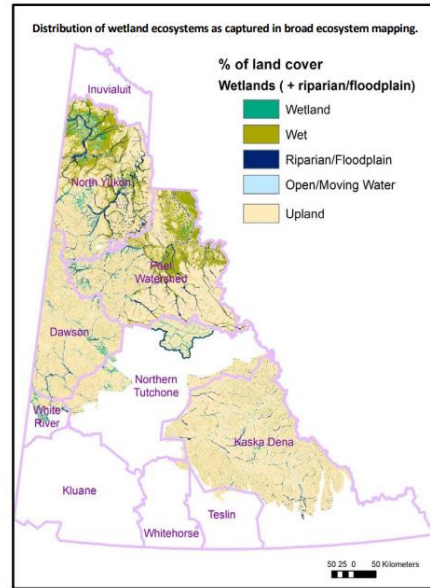 Distribution of wetland ecosystems as captured in broad ecosystem mapping.
% of land cover
Wetlands ( + riparian/floodplain)
Wetland
Wet
Riparian/Floodplain
Open/Moving Water
Upland
Inuvialuit
North Yukon
Peel
Watershed
Dawson
Northern
Tutchone
White
River
Kaska Dena
Kluane
Teslin
Whitehorse
50 25 0 50 Kilometers